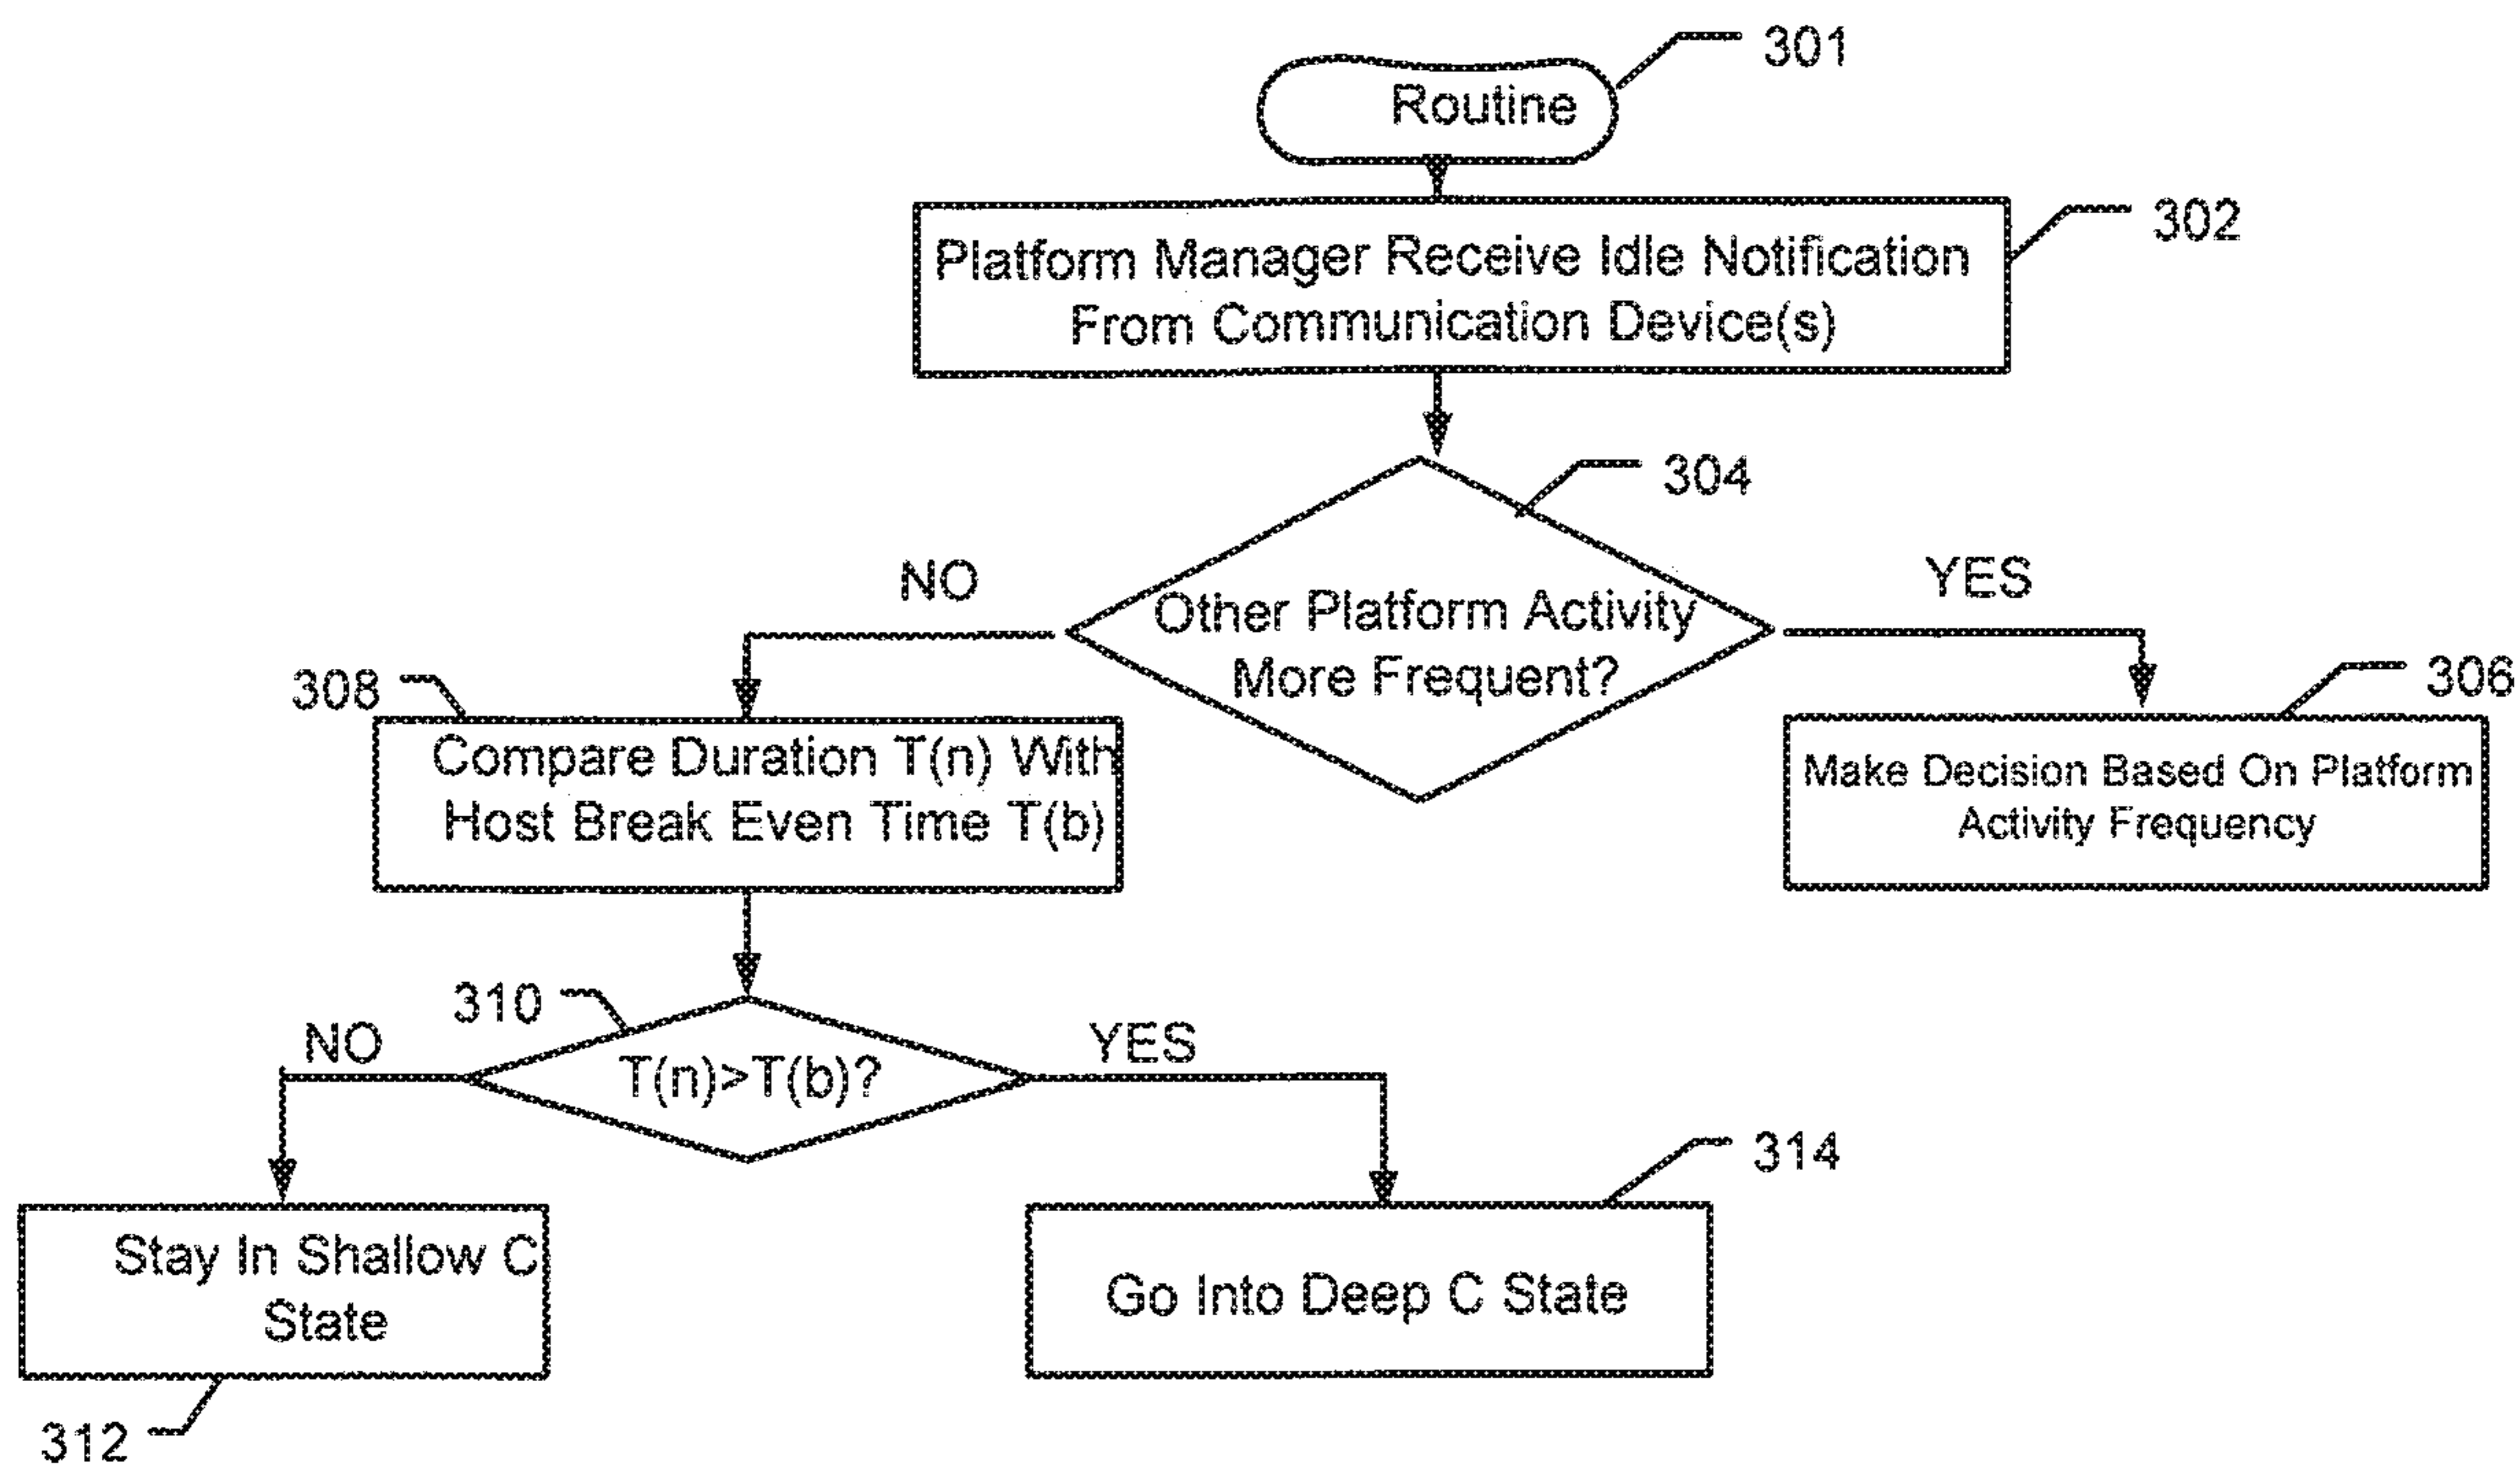 301
Routine
302
Platform Manager Receive Idle Notification
From Communication Device(s)
304
NO
YES
Other Platform Activity
More Frequent?
308
306
Compare Duration T(n) With
Host Break Even Time T(b)
Make Decision Based On Platform
Activity Frequency
310
NO
YES
T(n)>T(b)?
314
Stay In Shallow C
State
Go Into Deep C State
312